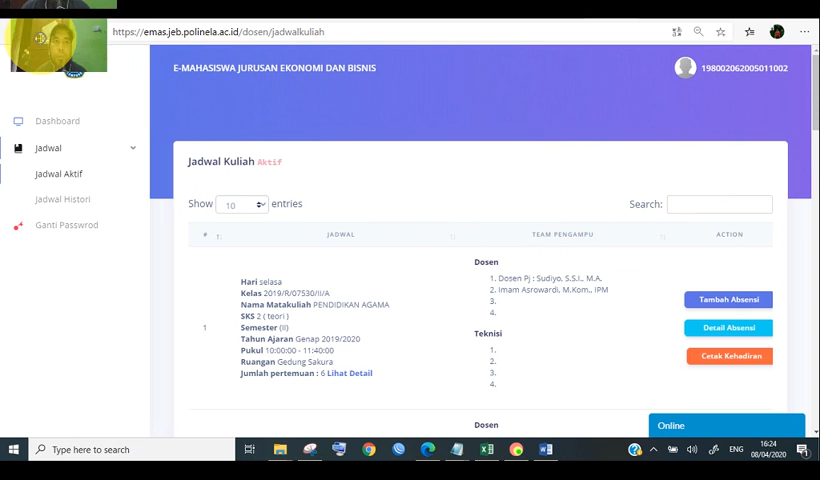 https://emas.jeb.polinela.ac.id/dosen/jadwalkuliah
E-MAHASISWA JURUSAN EKONOMI DAN BISNIS
198002062005011002
Dashboard
Jadwal
Jadwal Aktif
Jadwal Histori
Ganti Passwrod
Jadwal Kuliah Aktif
Show 10 entries
Search:
# JADWAL TEAM PENGAMPU ACTION
1
Hari selasa
Kelas 2019/R/07530/II/A
Nama Matakuliah PENDIDIKAN AGAMA
SKS 2 ( teori )
Semester (II)
Tahun Ajaran Genap 2019/2020
Pukul 10:00:00 - 11:40:00
Ruangan Gedung Sakura
Jumlah pertemuan : 6 Lihat Detail
Dosen
1. Dosen Pj : Sudiyo, S.S.I., M.A.
2. Imam Asrowardi, M.Kom., IPM
3.
4.
Teknisi
1.
2.
3.
4.
Tambah Absensi
Detail Absensi
Cetak Kehadiran
Dosen
Online
Type here to search
ENG
16:24
08/04/2020
1